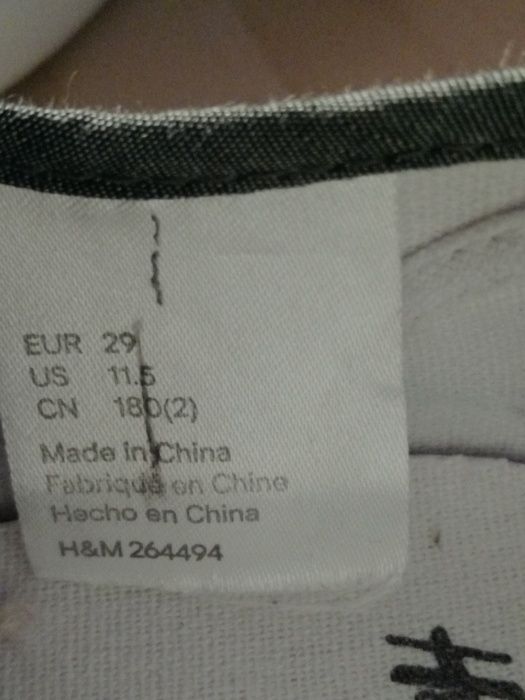 EUR 29
US 11.5
CN 180(2)
Made in China
Fabriqué en Chine
Hecho en China
H&M 264494